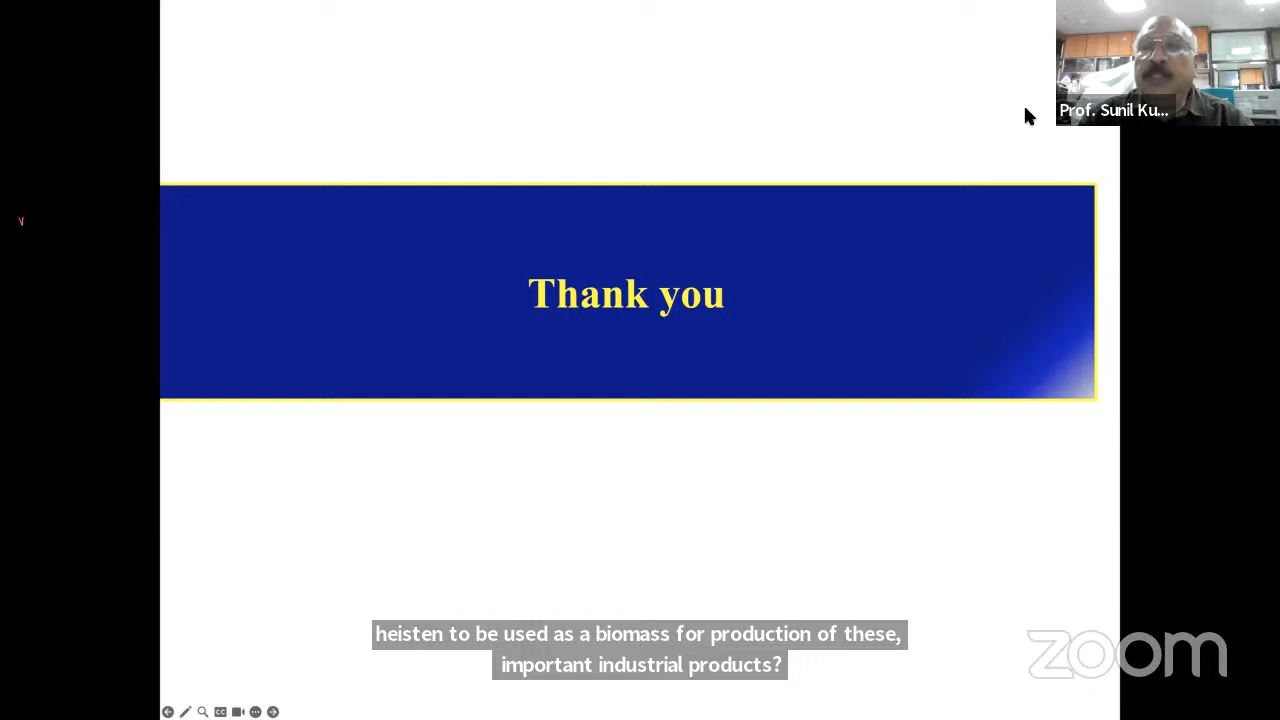 Prof. Sunil Ku...
Thank you
heisten to be used as a biomass for production of these,
important industrial products?
zoom